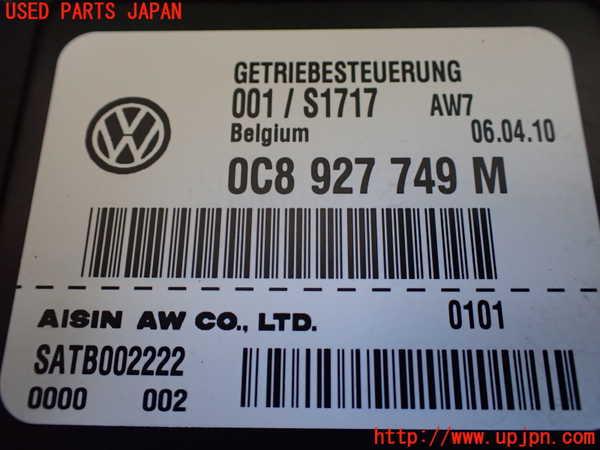 USED PARTS JAPAN
GETRIEBESTEUERUNG
001 / S1717 AW7
Belgium 06.04.10
0C8 927 749 M
AISIN AW CO., LTD. 0101
SATB002222
0000 002
http://www.upjpn.com/